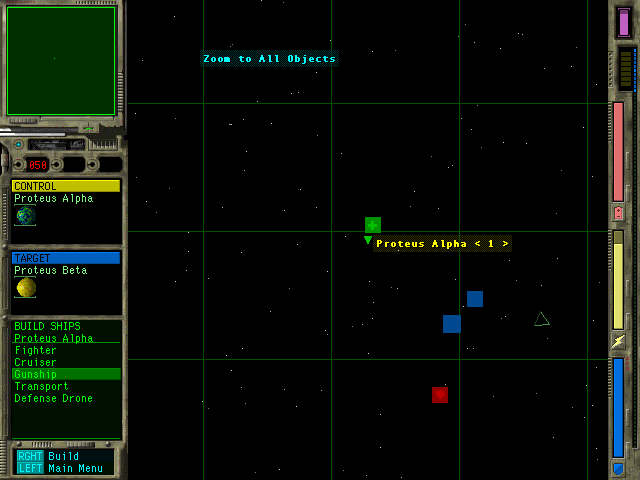 Zoom to All Objects
050
CONTROL
Proteus Alpha
Proteus Alpha < 1 >
TARGET
Proteus Beta
BUILD SHIPS
Proteus Alpha
Fighter
Cruiser
Gunship
Transport
Defense Drone
RGHT Build
LEFT Main Menu